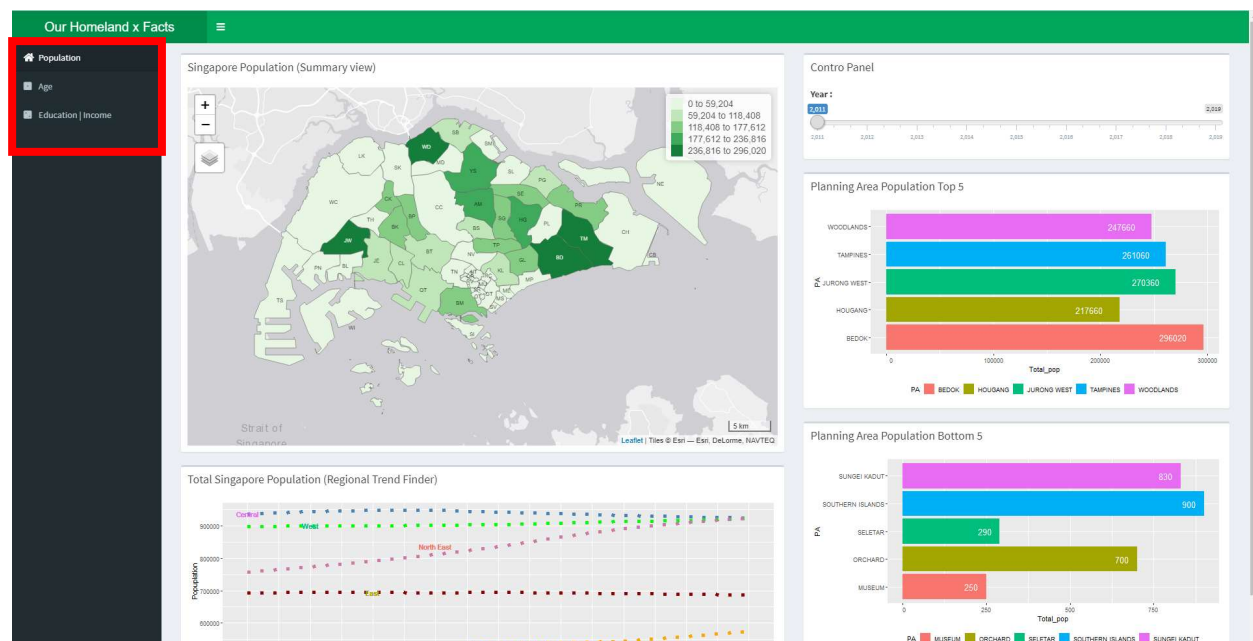 Our Homeland x Facts
Population
Age
Education | Income
Singapore Population (Summary view)
+
−
0 to 59,204
59,204 to 118,408
118,408 to 177,612
177,612 to 236,816
236,816 to 296,020
SB
WD
LK
MD
SK
YS
SL
PG
NE
WC
CK
CC
AM
SE
PR
TH
BK
BP
SG
HG
PL
CH
JW
BS
TM
BD
TP
JE
CL
BT
NV
GL
CB
PN
BL
TN
KL
MR
QT
TS
BM
WI
SI
Strait of
Singapore
5 km
Leaflet | Tiles © Esri — Esri, DeLorme, NAVTEQ
Total Singapore Population (Regional Trend Finder)
Central
West
North East
East
900000
800000
700000
600000
Popuplation
Contro Panel
Year :
2,011
2,019
2,011 2,012 2,013 2,014 2,015 2,016 2,017 2,018 2,019
Planning Area Population Top 5
PA
WOODLANDS 247660
TAMPINES 261060
JURONG WEST 270360
HOUGANG 217660
BEDOK 296020
0 100000 200000 300000
Total_pop
PA BEDOK HOUGANG JURONG WEST TAMPINES WOODLANDS
Planning Area Population Bottom 5
PA
SUNGEI KADUT 830
SOUTHERN ISLANDS 900
SELETAR 290
ORCHARD 700
MUSEUM 250
0 250 500 750
Total_pop
PA MUSEUM ORCHARD SELETAR SOUTHERN ISLANDS SUNGEI KADUT